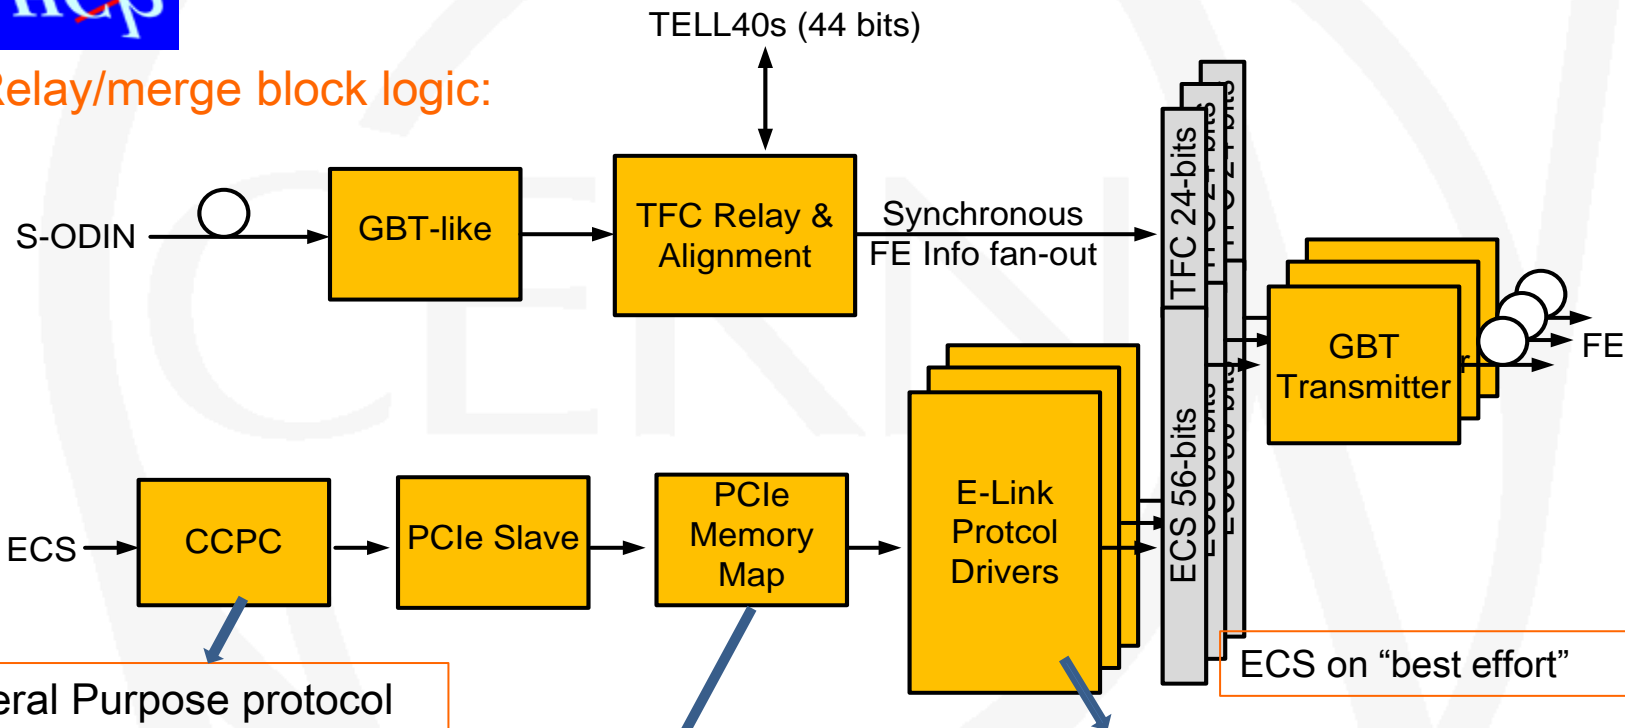 TELL40s (44 bits)
Relay/merge block logic:
S-ODIN
GBT-like
TFC Relay &
Alignment
Synchronous
FE Info fan-out
TFC 24-bits
GBT
Transmitter
FE
ECS
CCPC
PCIe Slave
PCIe
Memory
Map
E-Link
Protcol
Drivers
ECS 56-bits
ECS on “best effort”
eral Purpose protocol